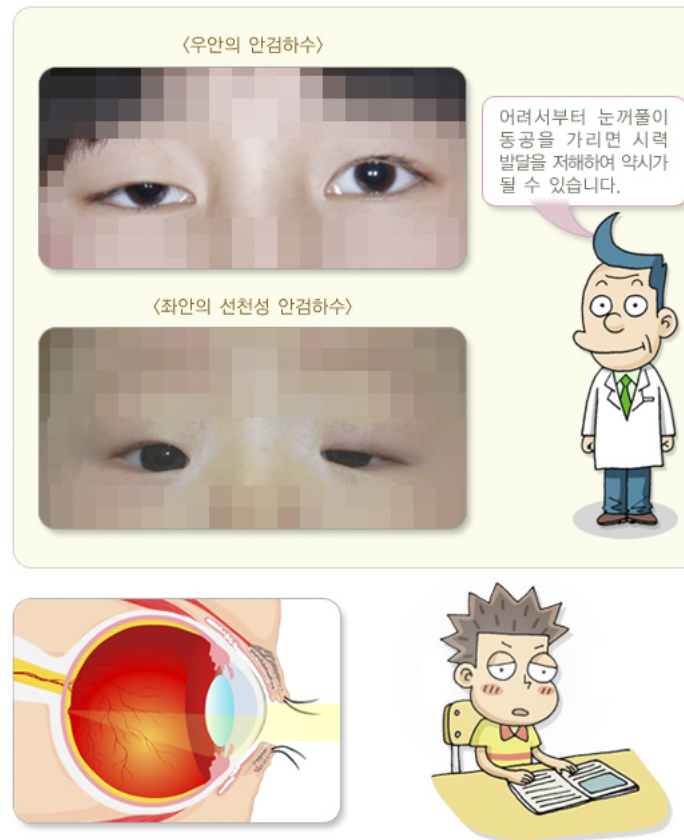 〈우안의 안검하수〉
어려서부터 눈꺼풀이
동공을 가리면 시력
발달을 저해하여 약시가
될 수 있습니다.
〈좌안의 선천성 안검하수〉